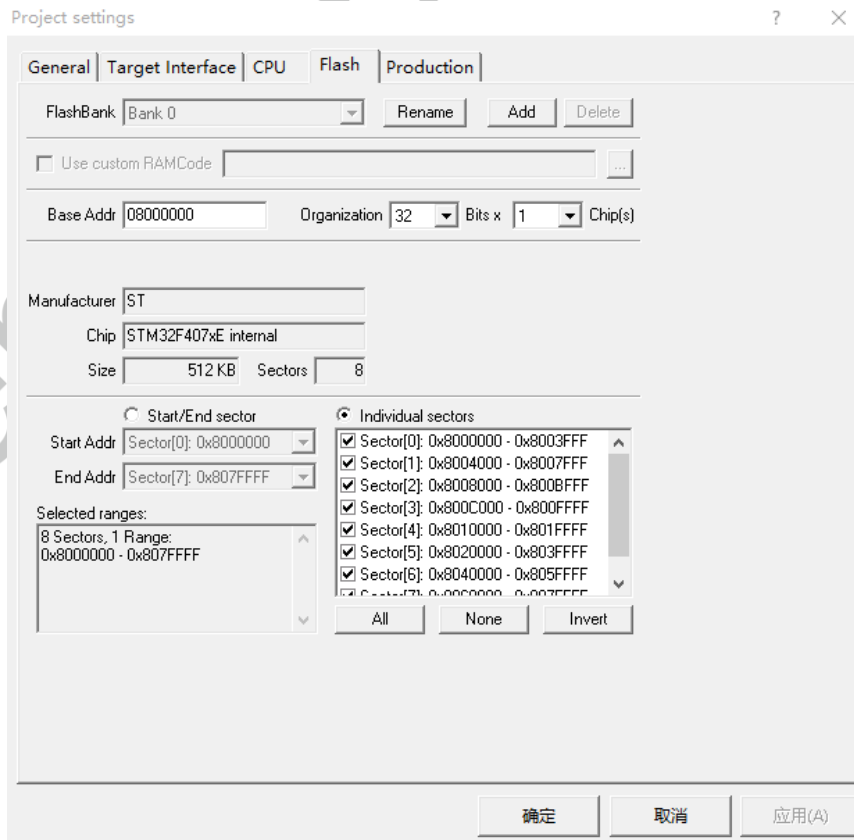 Project settings
General Target Interface CPU Flash Production
FlashBank Bank 0 Rename Add Delete
Use custom RAMCode ...
Base Addr 08000000 Organization 32 Bits x 1 Chip(s)
Manufacturer ST
Chip STM32F407xE internal
Size 512 KB Sectors 8
Start/End sector Individual sectors
Start Addr Sector[0]: 0x8000000
End Addr Sector[7]: 0x807FFFF
Selected ranges:
8 Sectors, 1 Range:
0x8000000 - 0x807FFFF
Sector[0]: 0x8000000 - 0x8003FFF
Sector[1]: 0x8004000 - 0x8007FFF
Sector[2]: 0x8008000 - 0x800BFFF
Sector[3]: 0x800C000 - 0x800FFFF
Sector[4]: 0x8010000 - 0x801FFFF
Sector[5]: 0x8020000 - 0x803FFFF
Sector[6]: 0x8040000 - 0x805FFFF
All None Invert
确定 取消 应用(A)